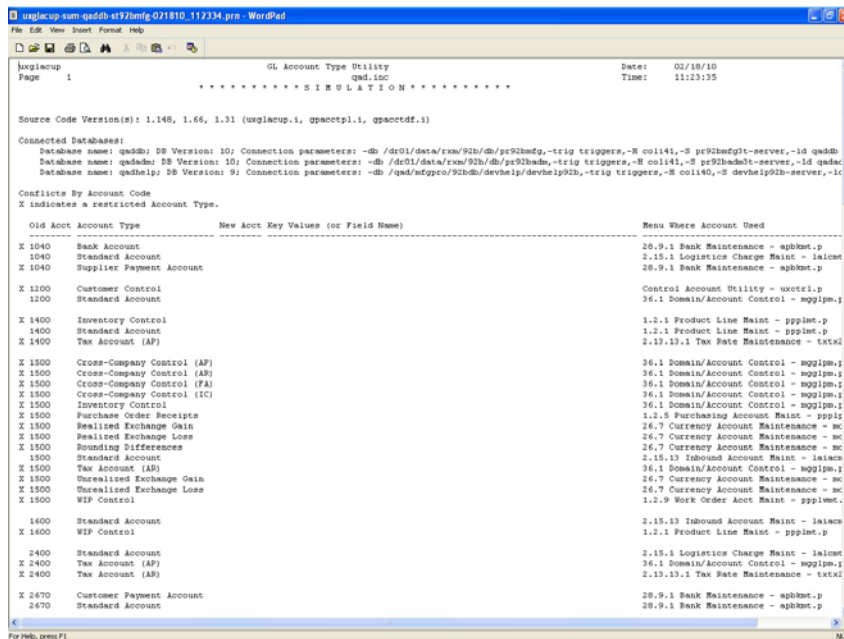 uxglacup-sum-qaddb-st92bmfg-021810_112334.prn - WordPad
File Edit View Insert Format Help
uxglacup GL Account Type Utility Date: 02/18/10
Page 1 qad.inc Time: 11:23:35
* * * * * * * * * * S I M U L A T I O N * * * * * * * * * *
Source Code Version(s): 1.148, 1.66, 1.31 (uxglacup.i, gpacctpl.i, gpacctdf.i)
Connected Databases:
Database name: qaddb; DB Version: 10; Connection parameters: -db /dr01/data/rxm/92b/db/pr92bmfg,-trig triggers,-H coli41,-S pr92bmfg3t-server,-ld qaddb
Database name: qadadm; DB Version: 10; Connection parameters: -db /dr01/data/rxm/92b/db/pr92badm,-trig triggers,-H coli41,-S pr92badm3t-server,-ld qadad
Database name: qadhelp; DB Version: 9; Connection parameters: -db /qad/mfgpro/92bdb/devhelp/devhelp92b,-trig triggers,-H coli40,-S devhelp92b-server,-ld
Conflicts By Account Code
X indicates a restricted Account Type.
Old Acct Account Type New Acct Key Values (or Field Name) Menu Where Account Used
X 1040 Bank Account 28.9.1 Bank Maintenance - apbkmt.p
1040 Standard Account 2.15.1 Logistics Charge Maint - lalcmt
X 1040 Supplier Payment Account 28.9.1 Bank Maintenance - apbkmt.p
X 1200 Customer Control Control Account Utility - uxctrl.p
1200 Standard Account 36.1 Domain/Account Control - mgglpm.p
X 1400 Inventory Control 1.2.1 Product Line Maint - ppplmt.p
1400 Standard Account 1.2.1 Product Line Maint - ppplmt.p
X 1400 Tax Account (AP) 2.13.13.1 Tax Rate Maintenance - txtx2
X 1500 Cross-Company Control (AP) 36.1 Domain/Account Control - mgglpm.p
X 1500 Cross-Company Control (AR) 36.1 Domain/Account Control - mgglpm.p
X 1500 Cross-Company Control (FA) 36.1 Domain/Account Control - mgglpm.p
X 1500 Cross-Company Control (IC) 36.1 Domain/Account Control - mgglpm.p
X 1500 Inventory Control 36.1 Domain/Account Control - mgglpm.p
X 1500 Purchase Order Receipts 1.2.5 Purchasing Account Maint - ppplp
X 1500 Realized Exchange Gain 26.7 Currency Account Maintenance - mc
X 1500 Realized Exchange Loss 26.7 Currency Account Maintenance - mc
X 1500 Rounding Differences 26.7 Currency Account Maintenance - mc
1500 Standard Account 2.15.13 Inbound Account Maint - laiacm
X 1500 Tax Account (AR) 36.1 Domain/Account Control - mgglpm.p
X 1500 Unrealized Exchange Gain 26.7 Currency Account Maintenance - mc
X 1500 Unrealized Exchange Loss 26.7 Currency Account Maintenance - mc
X 1500 WIP Control 1.2.9 Work Order Acct Maint - ppplwmt.
1600 Standard Account 2.15.13 Inbound Account Maint - laiacm
X 1600 WIP Control 1.2.1 Product Line Maint - ppplmt.p
2400 Standard Account 2.15.1 Logistics Charge Maint - lalcmt
X 2400 Tax Account (AP) 36.1 Domain/Account Control - mgglpm.p
X 2400 Tax Account (AR) 2.13.13.1 Tax Rate Maintenance - txtx2
X 2670 Customer Payment Account 28.9.1 Bank Maintenance - apbkmt.p
2670 Standard Account 28.9.1 Bank Maintenance - apbkmt.p
For Help, press F1